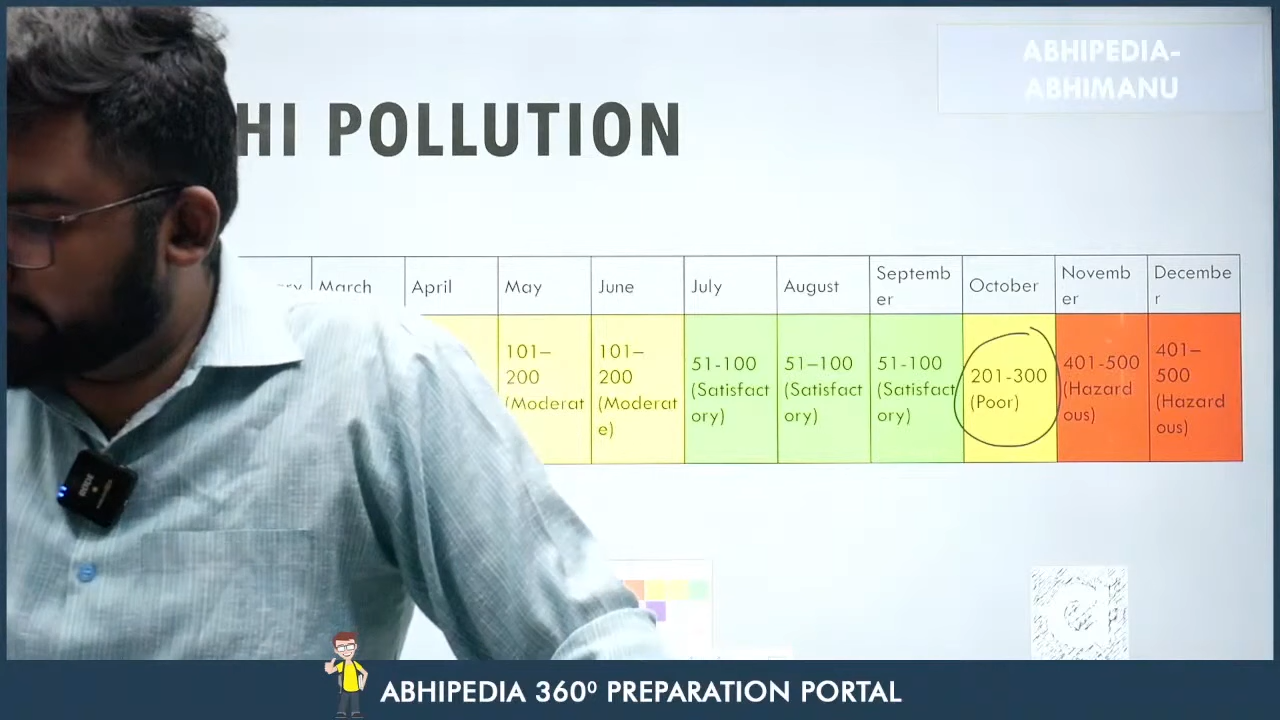 ABHIPEDIA-
ABHIMANU
HI POLLUTION
ry
March
April
May
June
July
August
Septemb
er
October
Novemb
er
Decembe
r
101–
200
(Moderat
101–
200
(Moderat
e)
51-100
(Satisfact
ory)
51–100
(Satisfact
ory)
51-100
(Satisfact
ory)
201-300
(Poor)
401-500
(Hazard
ous)
401–
500
(Hazard
ous)
ABHIPEDIA 360⁰ PREPARATION PORTAL